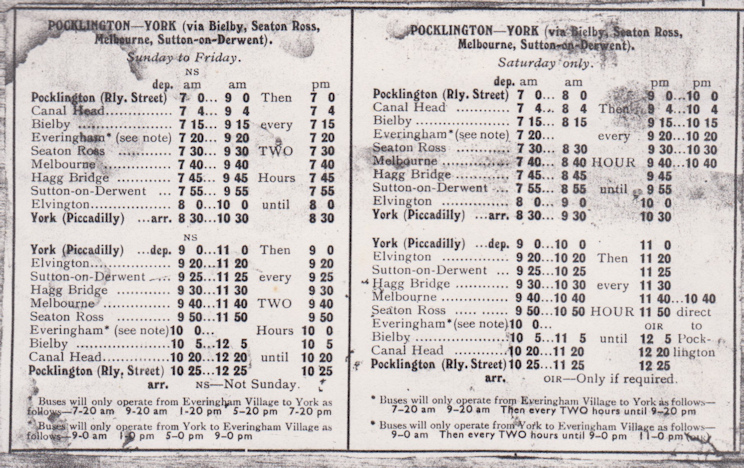 POCKLINGTON—YORK (via Bielby, Seaton Ross,
Melbourne, Sutton-on-Derwent).
Sunday to Friday.
NS
dep. am am pm
Pocklington (Rly. Street) 7 0... 9 0 Then 7 0
Canal Head............... 7 4... 9 4 7 4
Bielby .................. 7 15... 9 15 every 7 15
Everingham* (see note) 7 20... 9 20 7 20
Seaton Ross ............ 7 30... 9 30 TWO 7 30
Melbourne ............... 7 40... 9 40 7 40
Hagg Bridge ............ 7 45... 9 45 Hours 7 45
Sutton-on-Derwent ... 7 55... 9 55 7 55
Elvington.................. 8 0...10 0 until 8 0
York (Piccadilly) ...arr. 8 30...10 30 8 30
NS
York (Piccadilly) ...dep. 9 0...11 0 Then 9 0
Elvington.................. 9 20...11 20 9 20
Sutton-on-Derwent ... 9 25...11 25 every 9 25
Hagg Bridge ............ 9 30...11 30 9 30
Melbourne ............... 9 40...11 40 TWO 9 40
Seaton Ross ............ 9 50...11 50 9 50
Everingham* (see note)10 0... Hours 10 0
Bielby .....................10 5...12 5 10 5
Canal Head...............10 20...12 20 until 10 20
Pocklington (Rly. Street) 10 25...12 25 10 25
arr. NS—Not Sunday.
* Buses will only operate from Everingham Village to York as
follows—7-20 am 9-20 am 1-20 pm 5-20 pm 7-20 pm
* Buses will only operate from York to Everingham Village as
follows—9-0 am 1-0 pm 5-0 pm 9-0 pm
POCKLINGTON—YORK (via Bielby, Seaton Ross,
Melbourne, Sutton-on-Derwent).
Saturday only.
dep. am am pm pm
Pocklington (Rly. Street) 7 0... 8 0 9 0...10 0
Canal Head............... 7 4... 8 4 Then 9 4...10 4
Bielby ..................... 7 15... 8 15 9 15...10 15
Everingham* (see note) 7 20... every 9 20...10 20
Seaton Ross ............ 7 30... 8 30 9 30...10 30
Melbourne ............... 7 40... 8 40 HOUR 9 40...10 40
Hagg Bridge ............ 7 45... 8 45 9 45
Sutton-on-Derwent ... 7 55... 8 55 until 9 55
Elvington .................. 8 0... 9 0 10 0
York (Piccadilly) ...arr. 8 30... 9 30 10 30
York (Piccadilly) ...dep. 9 0...10 0 11 0
Elvington.................. 9 20...10 20 Then 11 20
Sutton-on-Derwent ... 9 25...10 25 11 25
Hagg Bridge ............ 9 30...10 30 every 11 30
Melbourne ............... 9 40...10 40 11 40...10 40
Seaton Ross ............ 9 50...10 50 HOUR 11 50 direct
Everingham* (see note)10 0... OIR to
Bielby .....................10 5...11 5 until 12 5 Pock-
Canal Head...............10 20...11 20 12 20 lington
Pocklington (Rly. Street) 10 25...11 25 12 25
arr. OIR—Only if required.
* Buses will only operate from Everingham Village to York as follows—
7-20 am 9-20 am Then every TWO hours until 9-20 pm
* Buses will only operate from York to Everingham Village as follows—
9-0 am Then every TWO hours until 9-0 pm 11-0 pm